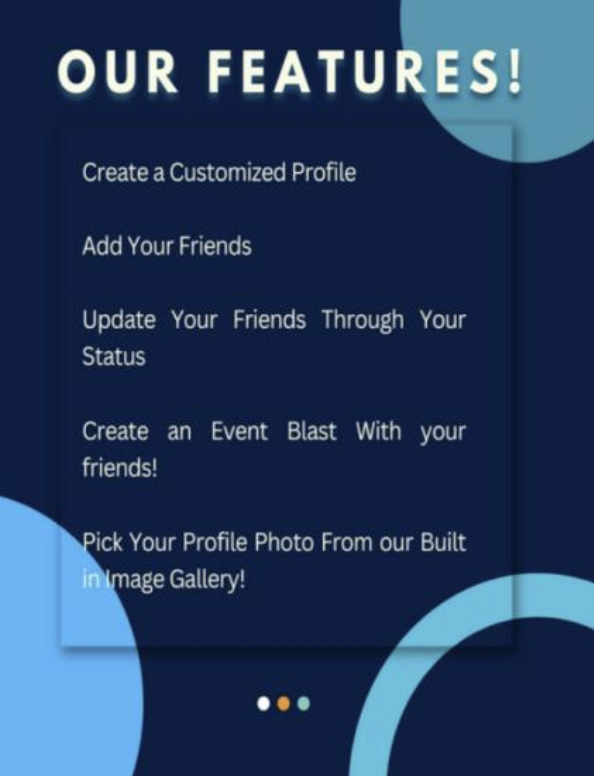 OUR FEATURES!
Create a Customized Profile
Add Your Friends
Update Your Friends Through Your
Status
Create an Event Blast With your
friends!
Pick Your Profile Photo From our Built
in Image Gallery!